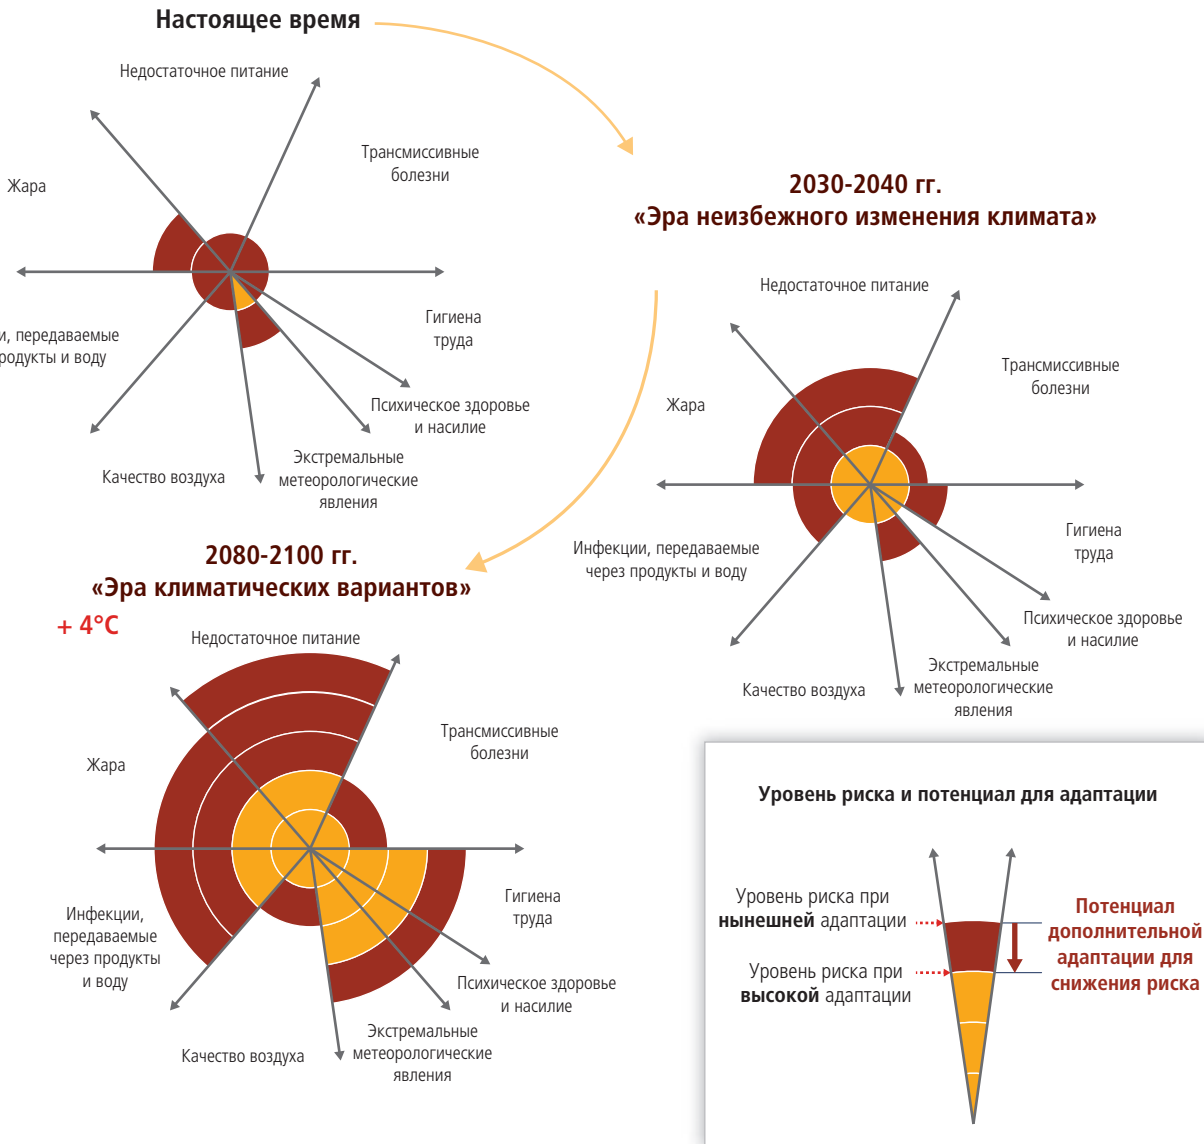 Настоящее время
Недостаточное питание
Трансмиссивные
болезни
Жара
передаваемые
воду
Гигиена
труда
Психическое здоровье
и насилие
Экстремальные
метеорологические
явления
Качество воздуха
2030-2040 гг.
«Эра неизбежного изменения климата»
Недостаточное питание
Трансмиссивные
болезни
Жара
Инфекции, передаваемые
через продукты и воду
Гигиена
труда
Психическое здоровье
и насилие
Экстремальные
метеорологические
явления
Качество воздуха
2080-2100 гг.
«Эра климатических вариантов»
+ 4°C
Недостаточное питание
Трансмиссивные
болезни
Жара
Инфекции,
передаваемые
через продукты
и воду
Гигиена
труда
Психическое здоровье
и насилие
Экстремальные
метеорологические
явления
Качество воздуха
Уровень риска и потенциал для адаптации
Уровень риска при
нынешней адаптации
Уровень риска при
высокой адаптации
Потенциал
дополнительной
адаптации для
снижения риска